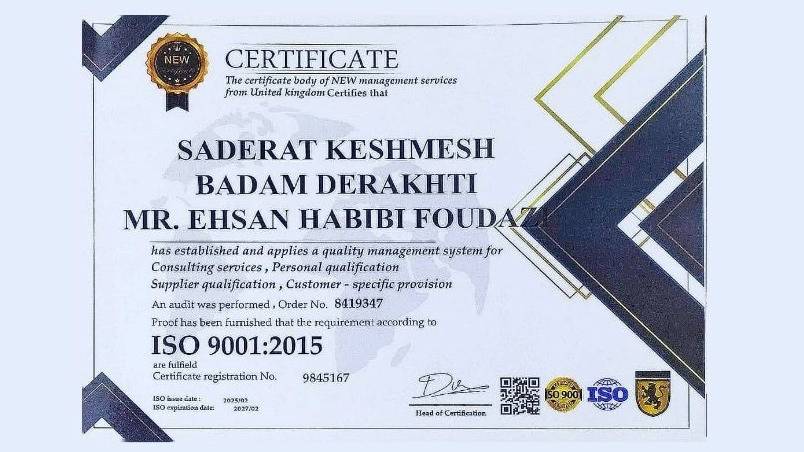 NEW
CERTIFICATE
The certificate body of NEW management services
from United kingdom Certifies that
SADERAT KESHMESH
BADAM DERAKHTI
MR. EHSAN HABIBI FOUDAZI
has established and applies a quality management system for
Consulting services , Personal qualification
Supplier qualification , Customer - specific provision
An audit was performed , Order No. 8419347
Proof has been furnished that the requirement according to
ISO 9001:2015
are fulfield
Certificate registration No. 9845167
ISO issue date : 2025/02
ISO expiration date: 2027/02
Head of Certification
ISO 9001
ISO